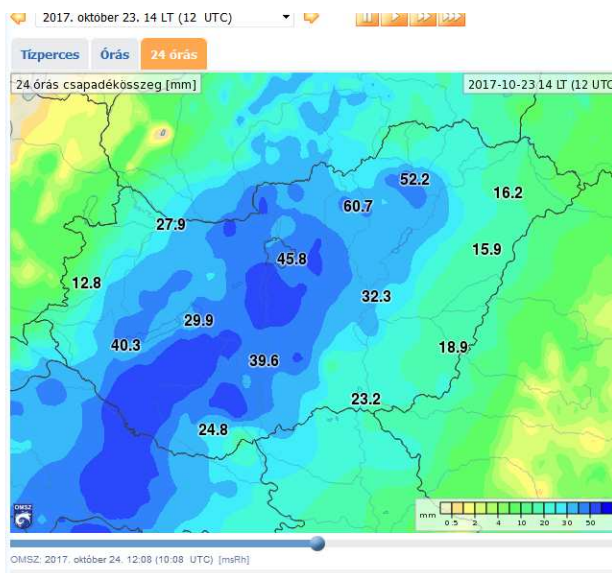 2017. október 23. 14 LT (12 UTC)
Tízperces Órás 24 órás
24 órás csapadékösszeg [mm]
2017-10-23 14 LT (12 UTC
52.2
16.2
60.7
27.9
15.9
45.8
12.8
32.3
29.9
40.3
18.9
39.6
23.2
24.8
OMSZ
mm
0.5 2 4 10 20 30 50
OMSZ: 2017. október 24. 12:08 (10:08 UTC) [msRh]